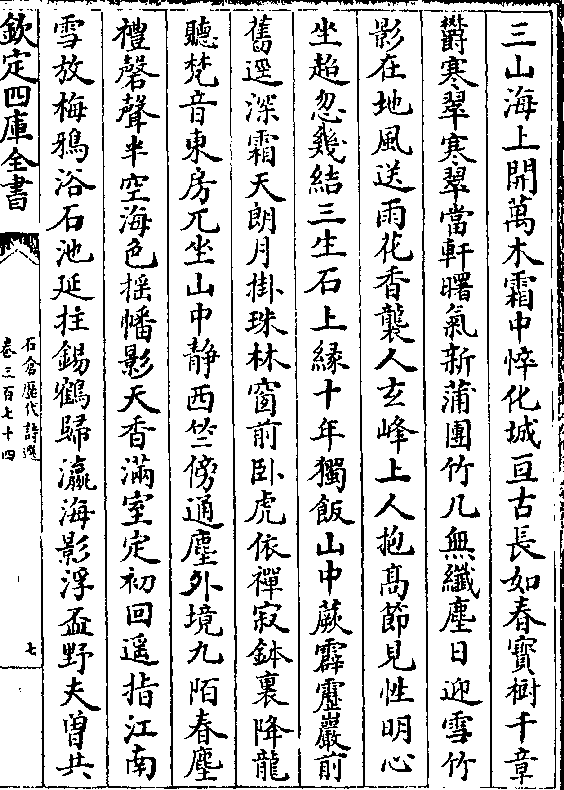 三山海上開萬木霜中悴化城亘古長如春寶樹千章
欝寒翠寒翠當軒曙氣新蒲團竹几無纖塵日迎雪竹
影在地風送雨花香襲人玄峰上人抱髙節見性明心
坐超忽幾結三生石上縁十年獨飯山中蕨霹靂巖前
舊逕深霜天朗月掛珠林窗前卧虎依禪寂鉢裏降龍
聽梵音東房兀坐山中静西竺傍通塵外境九陌春塵
禮磬聲半空海色揺幡影天香滿室定初回遥指江南
雪放梅鴉浴石池延拄錫鶴歸瀛海影浮盃野夫曽共
欽定四庫全書
石倉歴代詩選
卷三百七十四
七